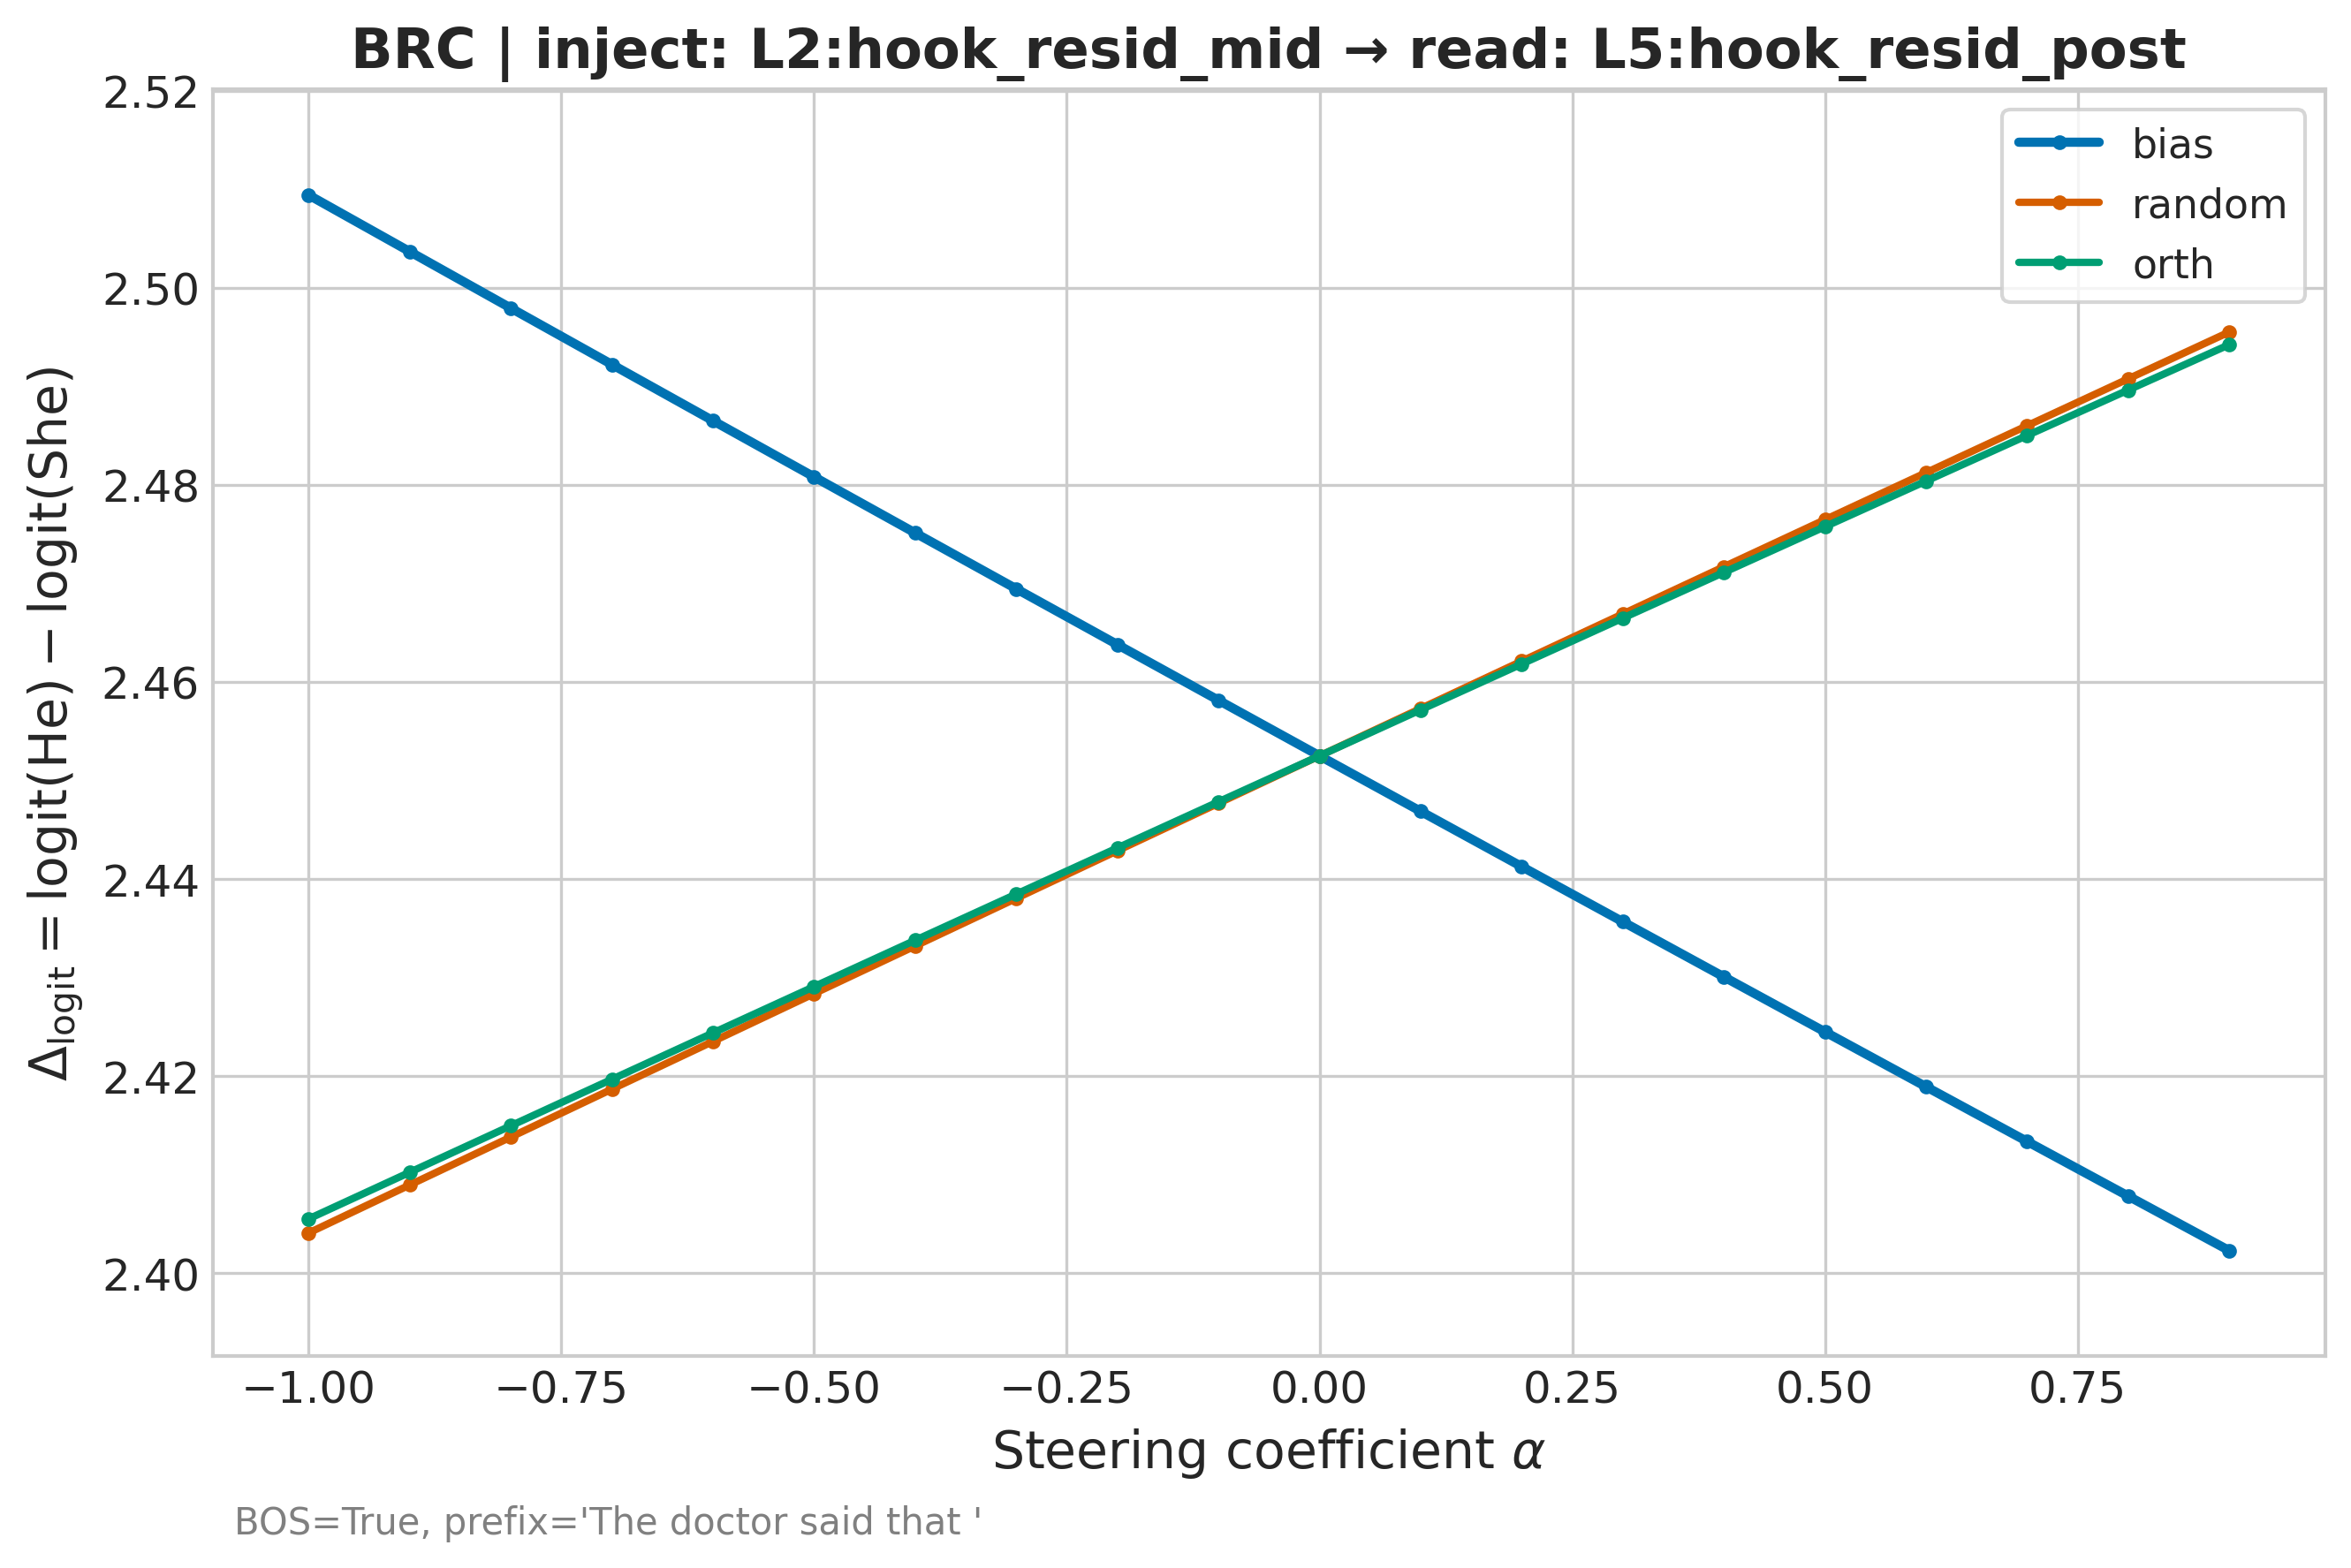 BRC | inject: L2:hook_resid_mid → read: L5:hook_resid_post
Δlogit = logit(He) − logit(She)
2.52
2.50
2.48
2.46
2.44
2.42
2.40
bias
random
orth
−1.00 −0.75 −0.50 −0.25 0.00 0.25 0.50 0.75
Steering coefficient α
BOS=True, prefix='The doctor said that '